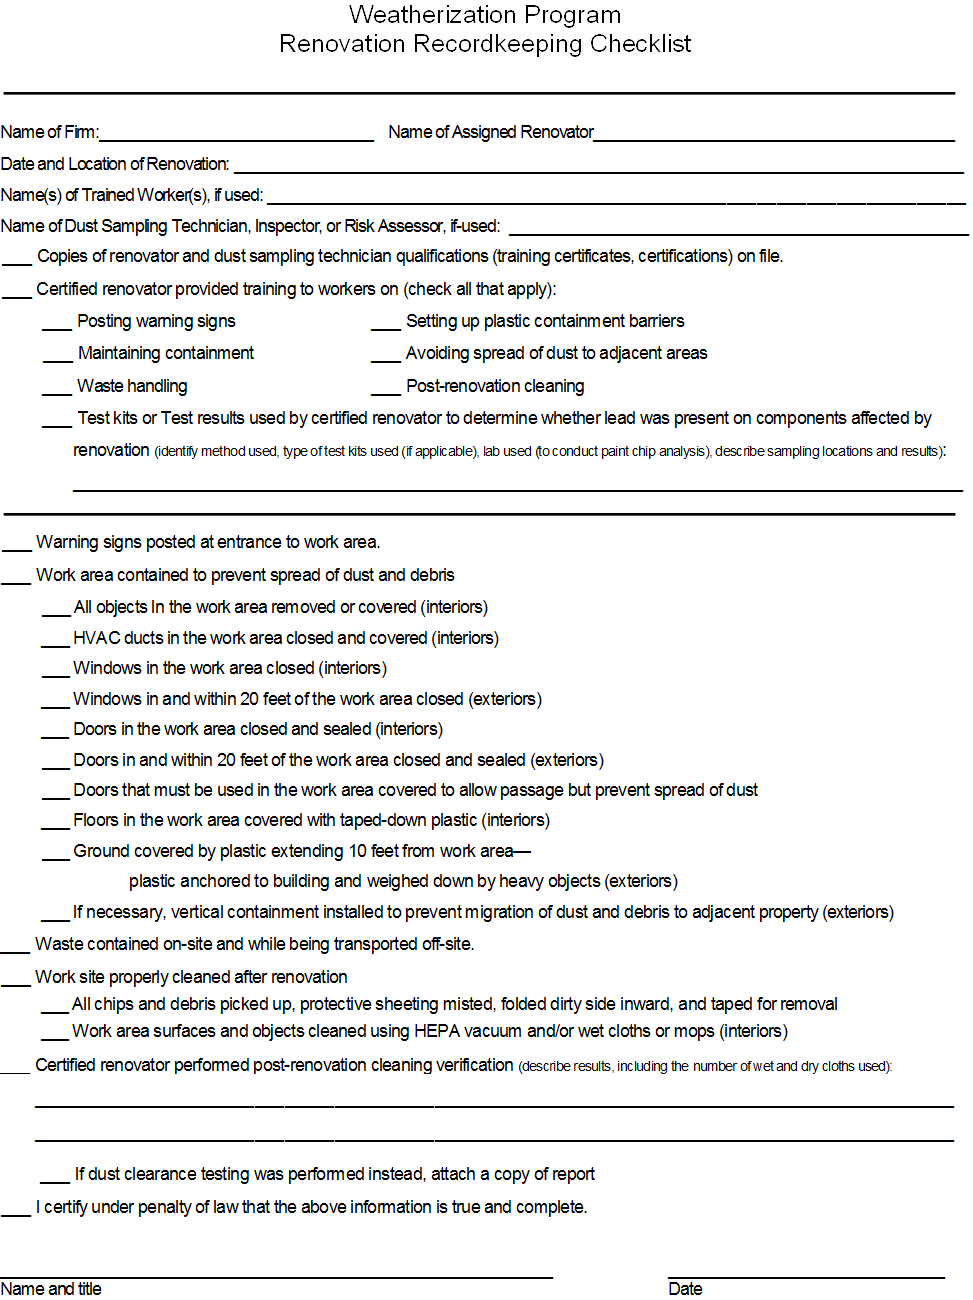 Weatherization Program
Renovation Recordkeeping Checklist
Name of Firm:____ Name of Assigned Renovator____
Date and Location of Renovation: ____
Name(s) of Trained Worker(s), if used: ____
Name of Dust Sampling Technician, Inspector, or Risk Assessor, if-used: ____
___ Copies of renovator and dust sampling technician qualifications (training certificates, certifications) on file.
___ Certified renovator provided training to workers on (check all that apply):
___ Posting warning signs ___ Setting up plastic containment barriers
___ Maintaining containment ___ Avoiding spread of dust to adjacent areas
___ Waste handling ___ Post-renovation cleaning
___ Test kits or Test results used by certified renovator to determine whether lead was present on components affected by
renovation (identify method used, type of test kits used (if applicable), lab used (to conduct paint chip analysis), describe sampling locations and results):
___ Warning signs posted at entrance to work area.
___ Work area contained to prevent spread of dust and debris
___ All objects In the work area removed or covered (interiors)
___ HVAC ducts in the work area closed and covered (interiors)
___ Windows in the work area closed (interiors)
___ Windows in and within 20 feet of the work area closed (exteriors)
___ Doors in the work area closed and sealed (interiors)
___ Doors in and within 20 feet of the work area closed and sealed (exteriors)
___ Doors that must be used in the work area covered to allow passage but prevent spread of dust
___ Floors in the work area covered with taped-down plastic (interiors)
___ Ground covered by plastic extending 10 feet from work area—
plastic anchored to building and weighed down by heavy objects (exteriors)
___ If necessary, vertical containment installed to prevent migration of dust and debris to adjacent property (exteriors)
___ Waste contained on-site and while being transported off-site.
___ Work site properly cleaned after renovation
___ All chips and debris picked up, protective sheeting misted, folded dirty side inward, and taped for removal
___ Work area surfaces and objects cleaned using HEPA vacuum and/or wet cloths or mops (interiors)
___ Certified renovator performed post-renovation cleaning verification (describe results, including the number of wet and dry cloths used):
___ If dust clearance testing was performed instead, attach a copy of report
___ I certify under penalty of law that the above information is true and complete.
Name and title Date